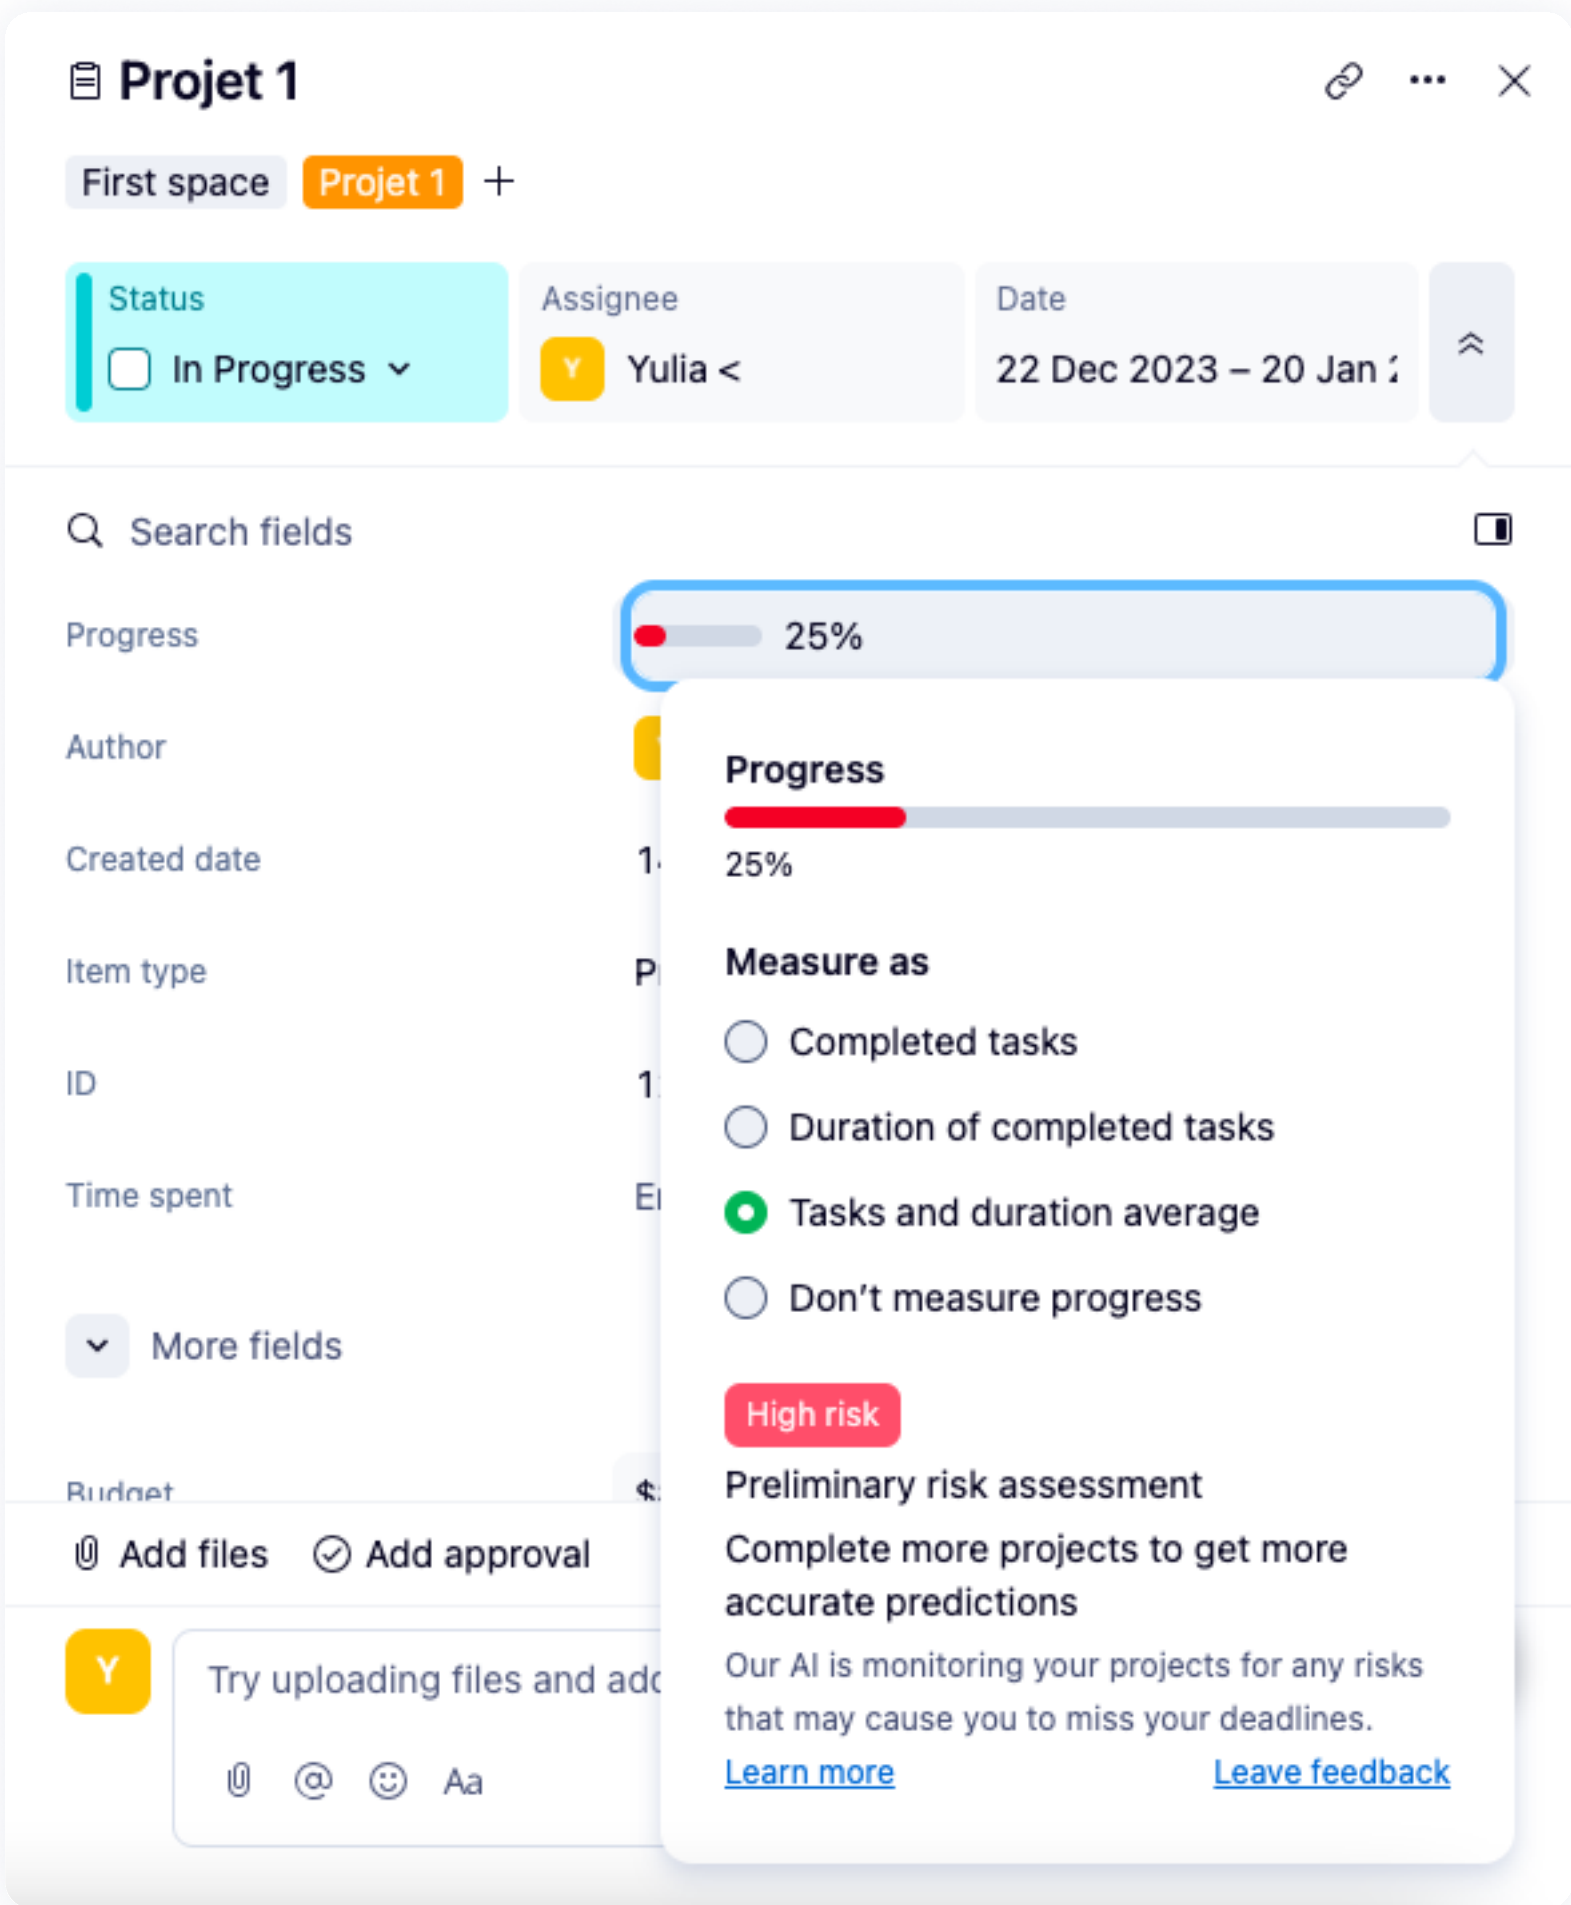 Projet 1
First space Projet 1
Status Assignee Date
In Progress Y Yulia < 22 Dec 2023 – 20 Jan
Search fields
Progress 25%
Author
Created date
Item type
ID
Time spent
More fields
Budget
Progress
25%
Measure as
Completed tasks
Duration of completed tasks
Tasks and duration average
Don’t measure progress
High risk
Preliminary risk assessment
Complete more projects to get more
accurate predictions
Our AI is monitoring your projects for any risks
that may cause you to miss your deadlines.
Learn more Leave feedback
Add files Add approval
Y Try uploading files and
@ Aa